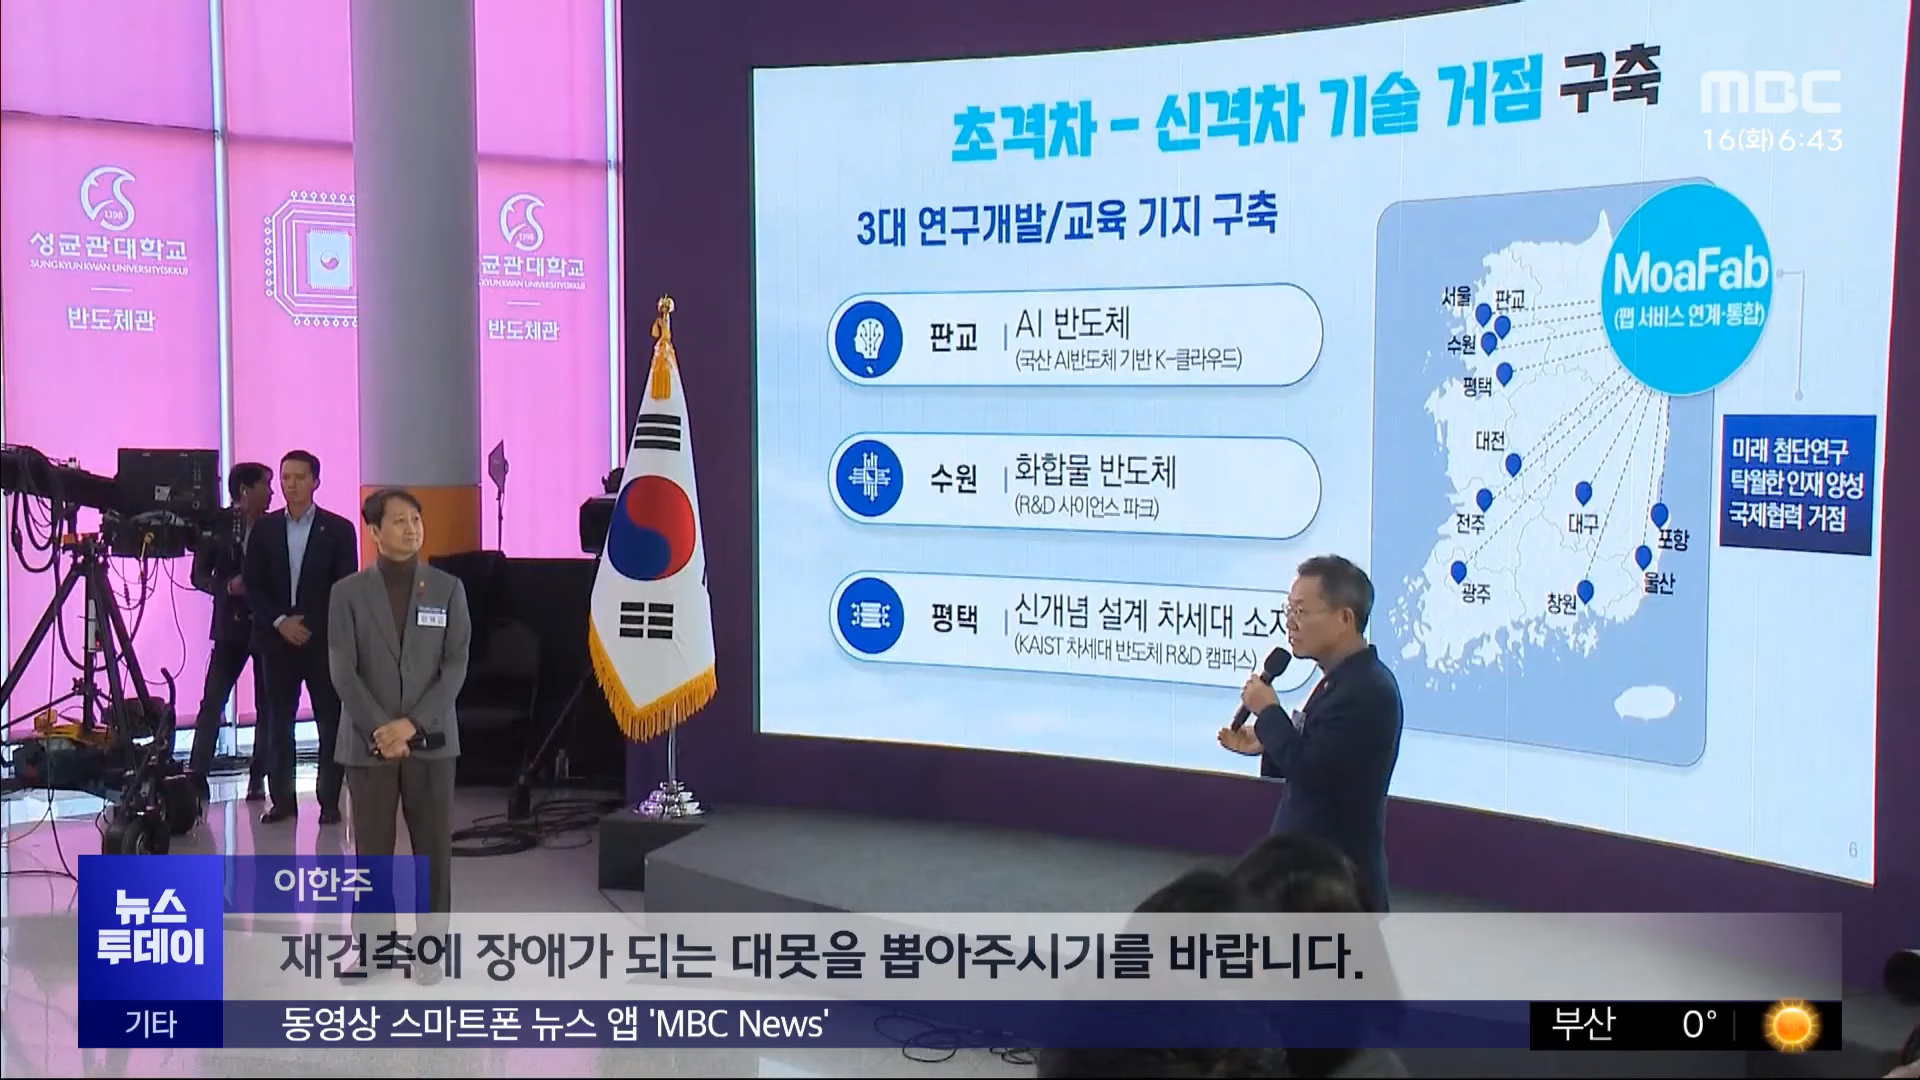 초격차 - 신격차 기술 거점 구축
MBC
16(화)6:43
3대 연구개발/교육 기지 구축
판교
AI 반도체
(국산 AI반도체 기반 K-클라우드)
수원
화합물 반도체
(R&D 사이언스 파크)
평택
신개념 설계 차세대
(KAIST 차세대 반도체 R&D 캠퍼스)
MoaFab
(팹 서비스 연계·통합)
서울
판교
수원
평택
대전
전주
대구
포항
울산
광주
창원
미래 첨단연구
탁월한 인재 양성
국제협력 거점
6
1398
성균관대학교
SUNGKYUNKWAN UNIVERSITY(SKKU)
반도체관
1398
균관대학교
반도체관
뉴스
투데이
이한주
재건축에 장애가 되는 대못을 뽑아주시기를 바랍니다.
기타
동영상 스마트폰 뉴스 앱 'MBC News'
부산 0°